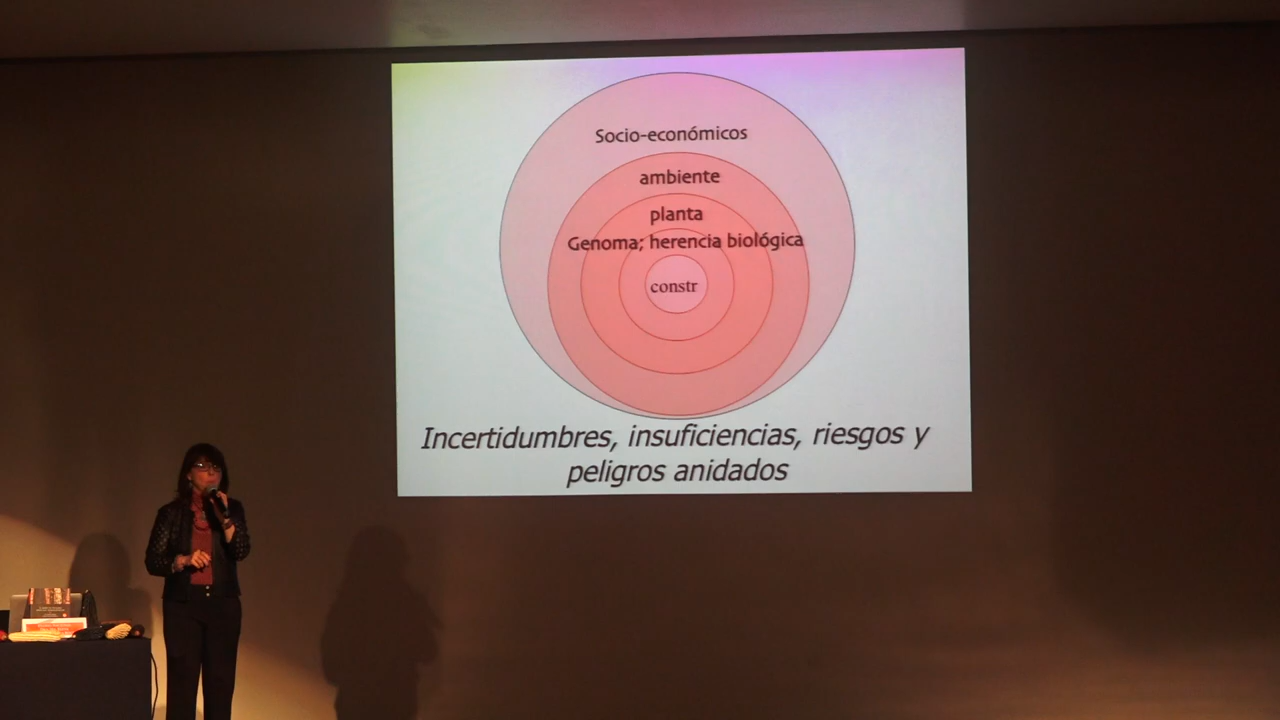 Socio-económicos
ambiente
planta
Genoma; herencia biológica
constr
Incertidumbres, insuficiencias, riesgos y
peligros anidados